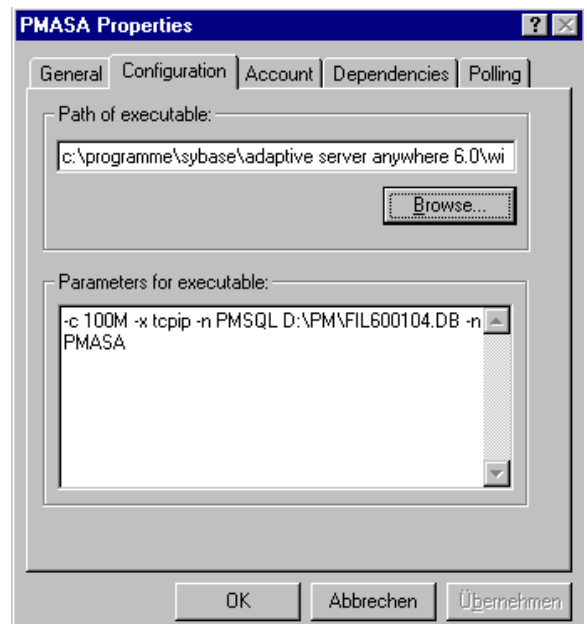 PMASA Properties
General Configuration Account Dependencies Polling
Path of executable:
c:\programme\sybase\adaptive server anywhere 6.0\wi
Browse...
Parameters for executable:
-c 100M -x tcpip -n PMSQL D:\PM\FIL600104.DB -n
PMASA
OK Abbrechen Übernehmen